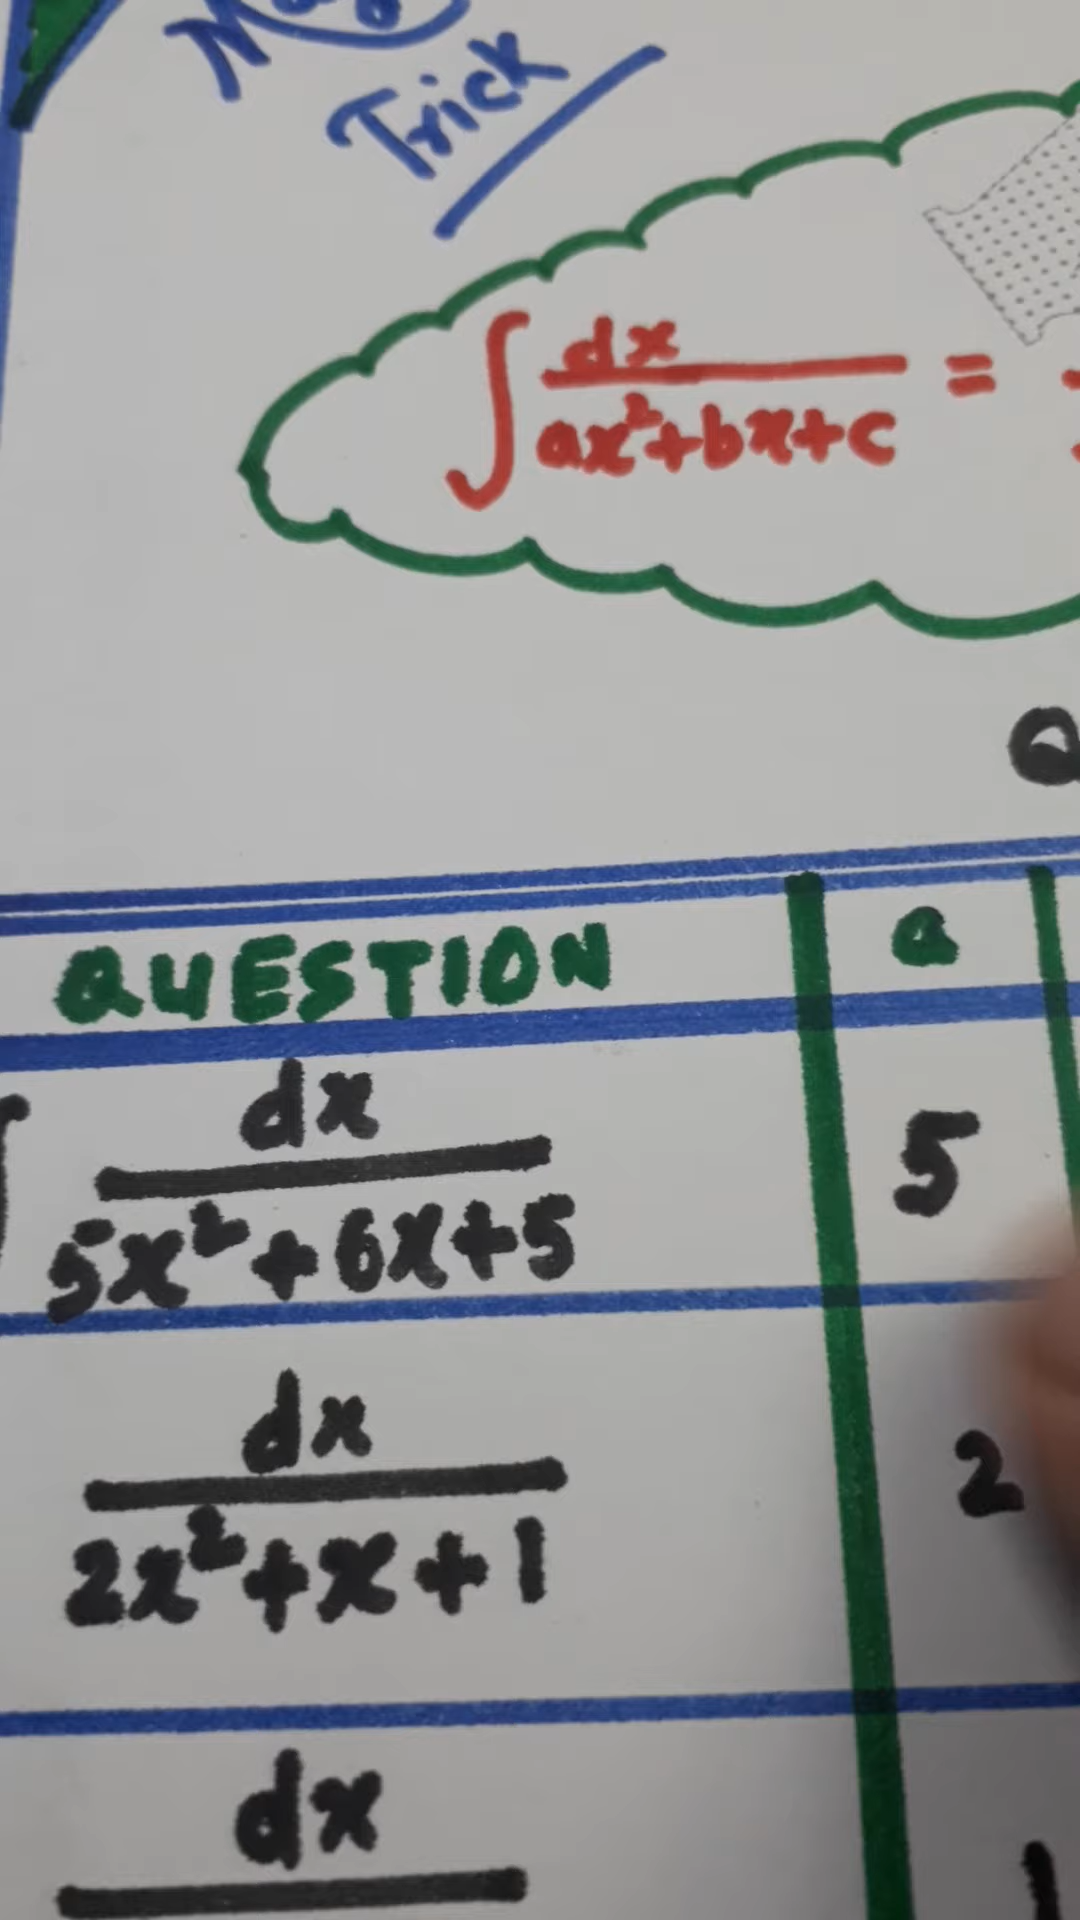 Trick
∫ dx
ax²+bx+c =
QUESTION a
dx
5x²+6x+5 5
dx
2x²+x+1 2
dx